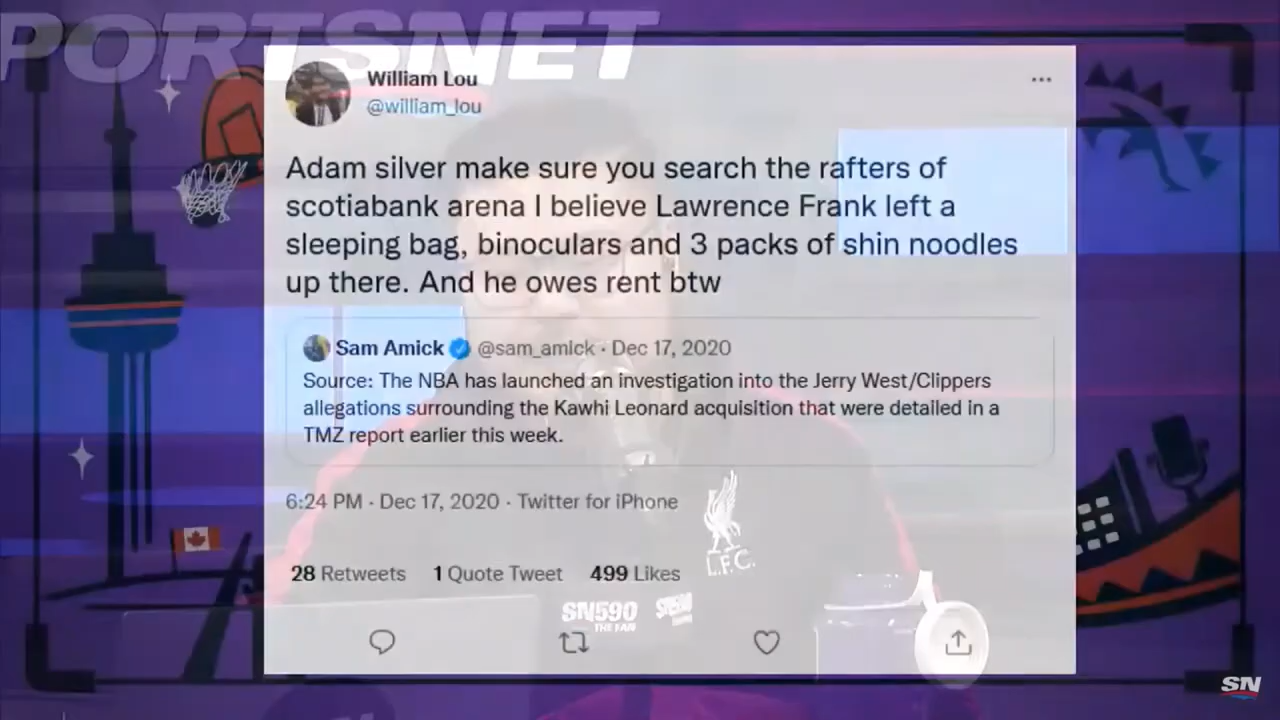 PORTSNET
William Lou
@william_lou
Adam silver make sure you search the rafters of
scotiabank arena I believe Lawrence Frank left a
sleeping bag, binoculars and 3 packs of shin noodles
up there. And he owes rent btw
Sam Amick @sam_amick · Dec 17, 2020
Source: The NBA has launched an investigation into the Jerry West/Clippers
allegations surrounding the Kawhi Leonard acquisition that were detailed in a
TMZ report earlier this week.
6:24 PM · Dec 17, 2020 · Twitter for iPhone
L.F.C.
28 Retweets 1 Quote Tweet 499 Likes
SN590 SN590
THE FAN
SN